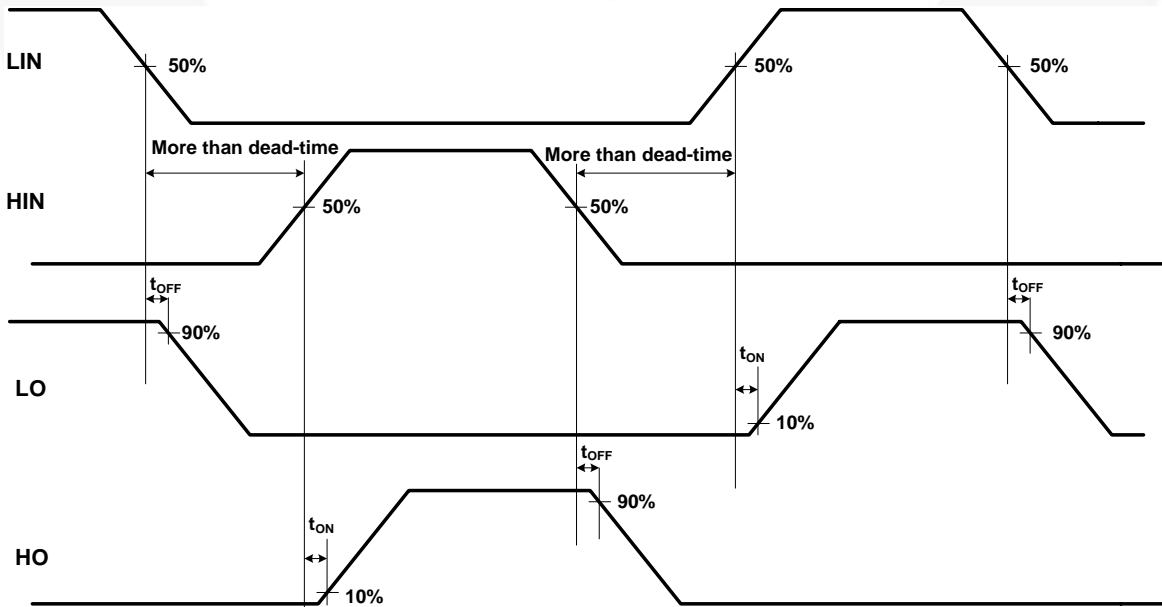 LIN
50%
50%
50%
More than dead-time
More than dead-time
HIN
50%
50%
tOFF
tOFF
90%
90%
tON
LO
10%
tOFF
90%
tON
HO
10%